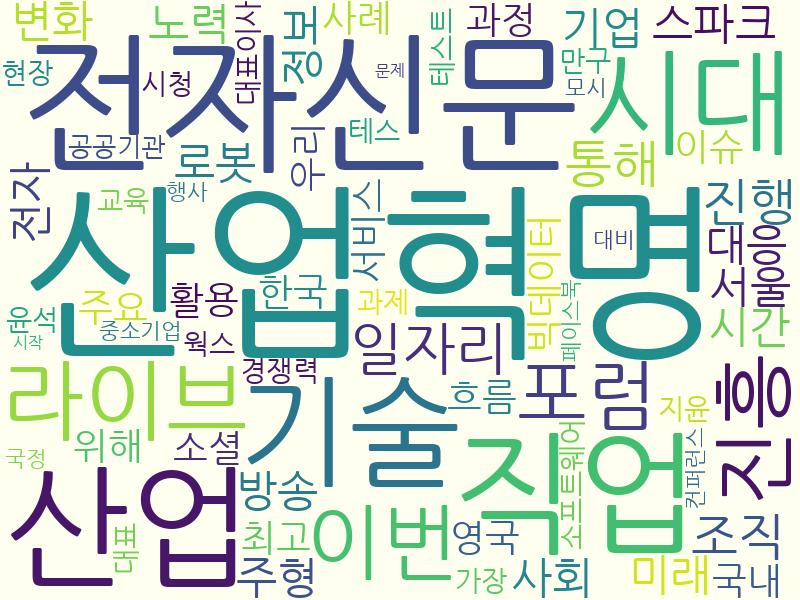 변화
노력
정보
대표이사
사례
테스트
과정
기업
스파크
현장
시청
전자신문
문제
만구
모시
시대
공공기관
로봇
우리
테스
통해
이슈
전자
교육
행사
산업혁명
서비스
대비
진행
대응
서울
주요
활용
한국
과제
빅데이터
페이스북
시간
윤석
시작
중소기업
웍스
경쟁력
일자리
포럼
진흥
라이브
기술
흐름
지윤
위해
소셜
직업
소프트웨어
컨퍼런스
국정
산업
방송
대표
최고
이번
영국
조직
주형
가장
사회
미래
국내